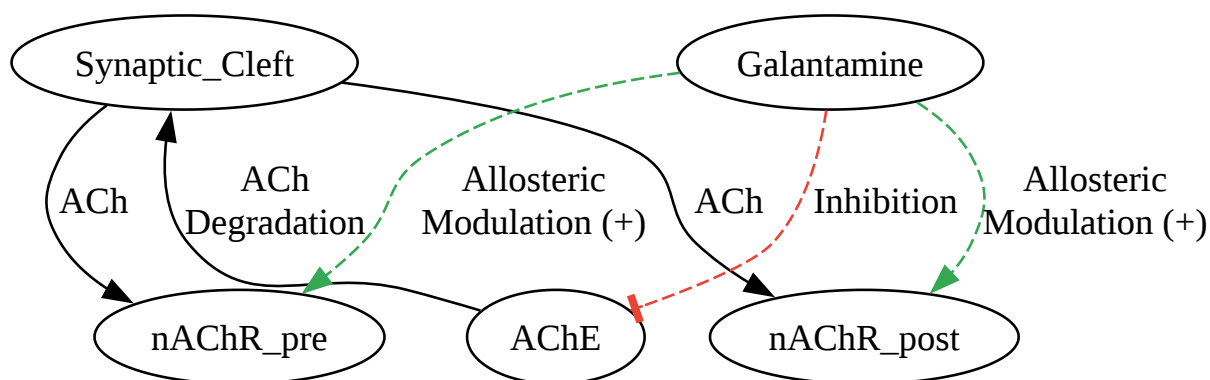 Synaptic_Cleft
Galantamine
ACh
ACh
Degradation
Allosteric
Modulation (+)
ACh
Inhibition
Allosteric
Modulation (+)
nAChR_pre
AChE
nAChR_post